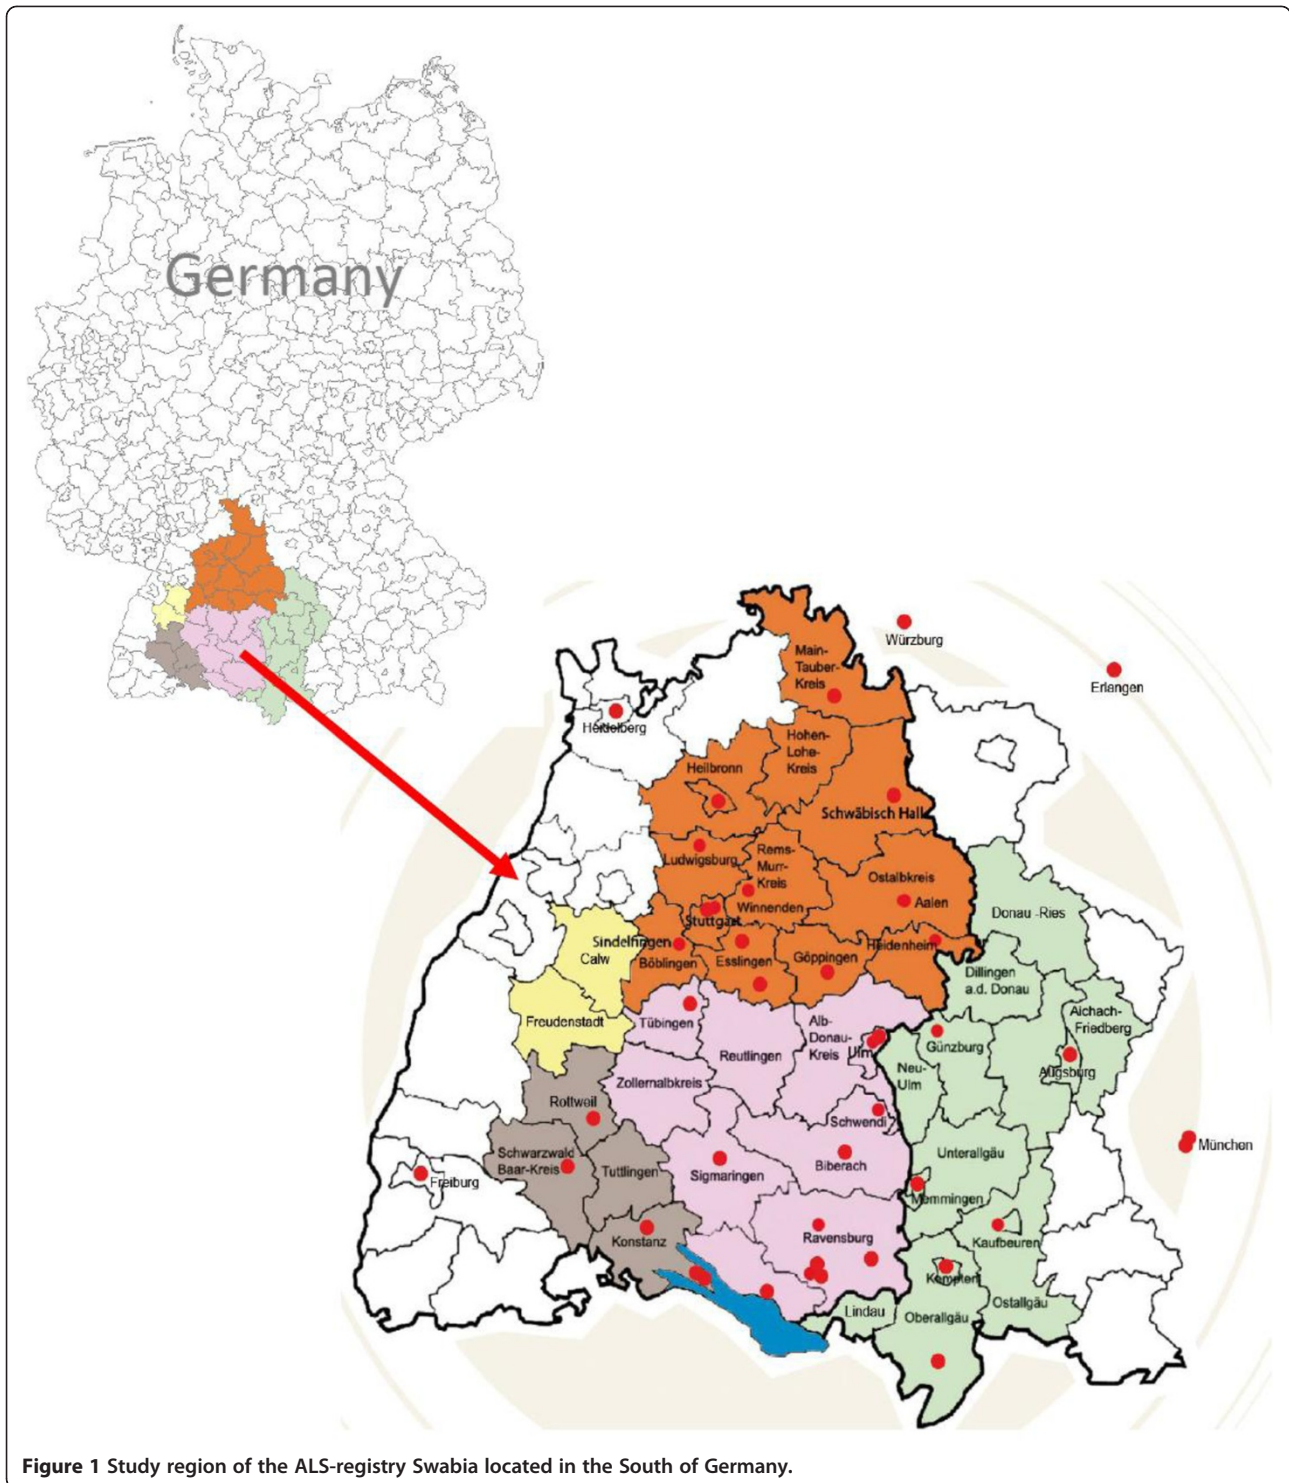 Germany
Würzburg
Erlangen
Main-
Tauber-
Kreis
Heidelberg
Hohen-
Lohe-
Kreis
Heilbronn
Schwäbisch Hall
Ludwigsburg
Rems-
Murr-
Kreis
Winnenden
Ostalbkreis
Aalen
Stuttgart
Donau -Ries
Sindelfingen
Calw
Böblingen
Esslingen
Göppingen
Heidenheim
Dillingen
a.d. Donau
Aichach-
Friedberg
Freudenstadt
Tübingen
Reutlingen
Alb-
Donau-
Kreis
Ulm
Günzburg
Neu-
Ulm
Augsburg
Zollernalbkreis
Rottweil
Schwendi
München
Schwarzwald
Baar-Kreis
Tuttlingen
Sigmaringen
Biberach
Unterallgäu
Freiburg
Memmingen
Konstanz
Ravensburg
Kaufbeuren
Kempten
Lindau
Oberallgäu
Ostallgäu
Figure 1 Study region of the ALS-registry Swabia located in the South of Germany.